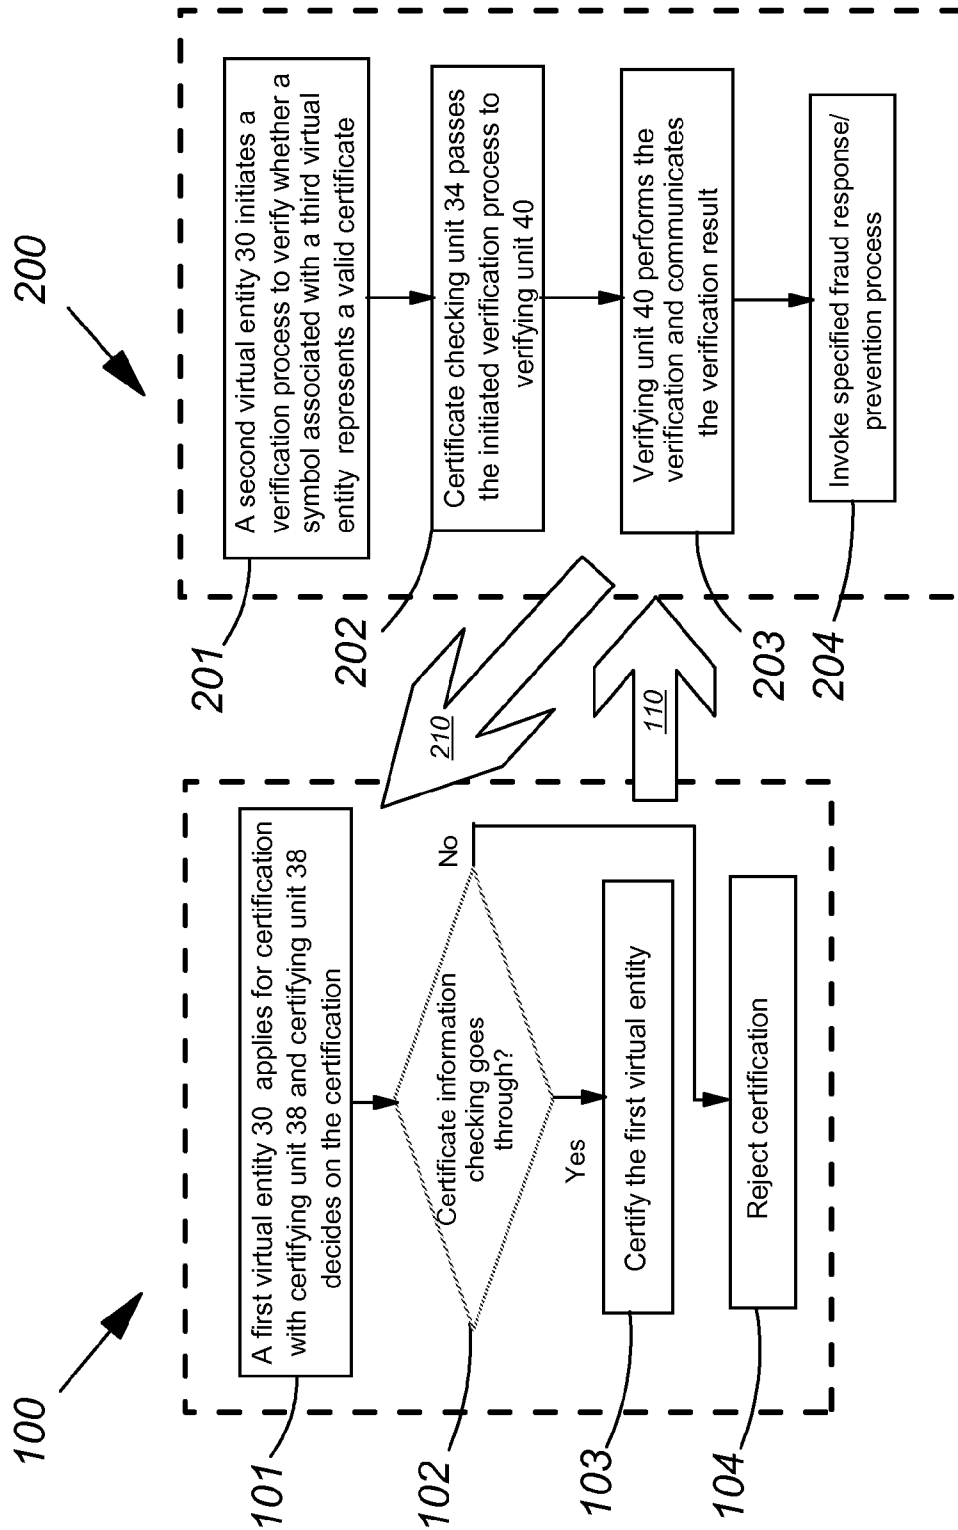 100
101
A first virtual entity 30 applies for certification
with certifying unit 38 and certifying unit 38
decides on the certification
102
Certificate information
checking goes
through?
No
Yes
103
Certify the first virtual entity
104
Reject certification
210
110
200
201
A second virtual entity 30 initiates a
verification process to verify whether a
symbol associated with a third virtual
entity represents a valid certificate
202
Certificate checking unit 34 passes
the initiated verification process to
verifying unit 40
203
Verifying unit 40 performs the
verification and communicates
the verification result
204
Invoke specified fraud response/
prevention process